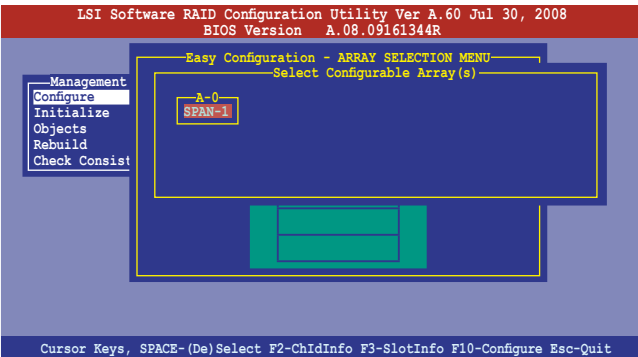 LSI Software RAID Configuration Utility Ver A.60 Jul 30, 2008
BIOS Version A.08.09161344R
Easy Configuration - ARRAY SELECTION MENU
Select Configurable Array(s)
Management
Configure
Initialize
Objects
Rebuild
Check Consist
A-0
SPAN-1
Cursor Keys, SPACE-(De)Select F2-ChIdInfo F3-SlotInfo F10-Configure Esc-Quit